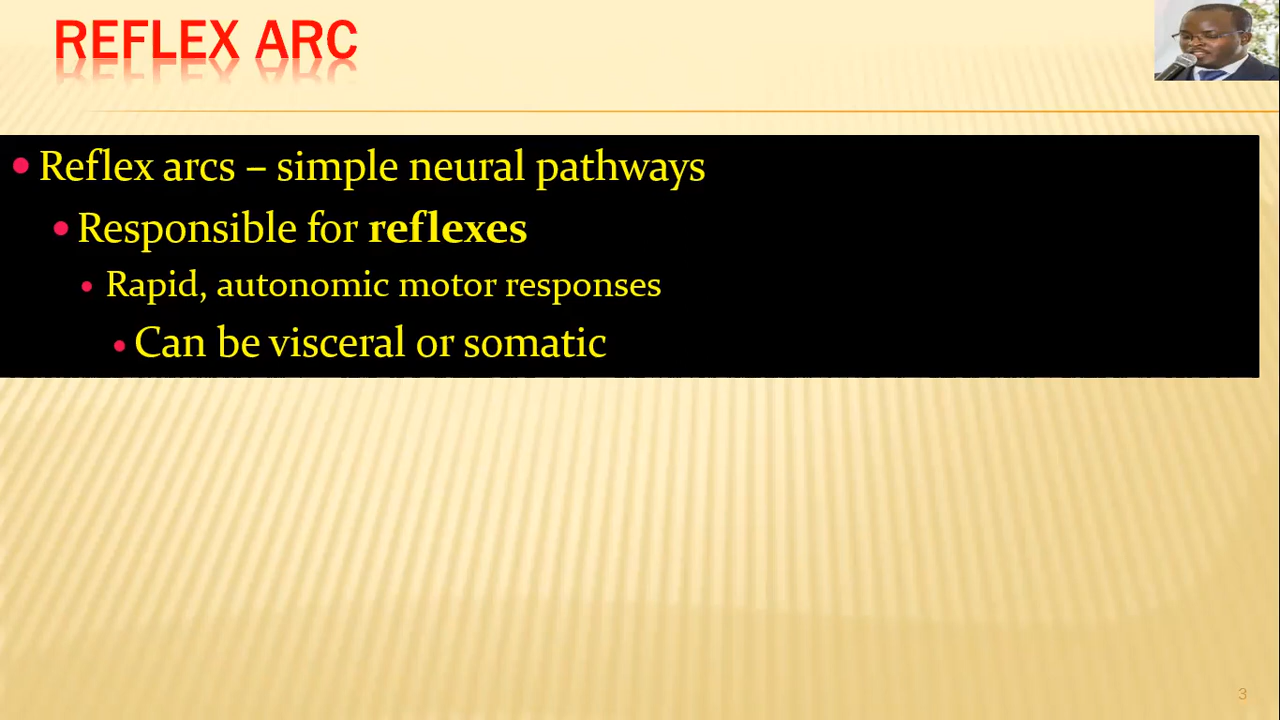 REFLEX ARC
• Reflex arcs – simple neural pathways
• Responsible for reflexes
• Rapid, autonomic motor responses
• Can be visceral or somatic
3